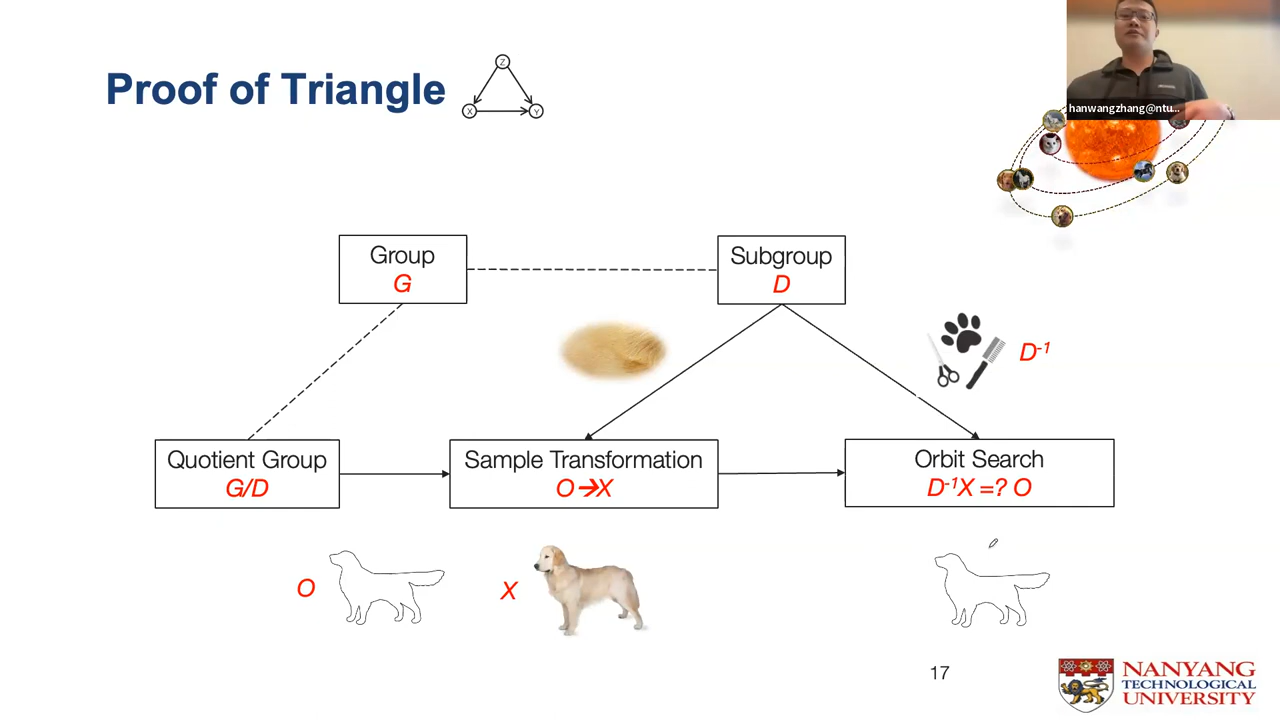 hanwangzhang@ntu...
Proof of Triangle
Z
X
Y
Group
G
Subgroup
D
D-1
Quotient Group
G/D
Sample Transformation
O→X
Orbit Search
D-1X =? O
O
X
17
NANYANG
TECHNOLOGICAL
UNIVERSITY